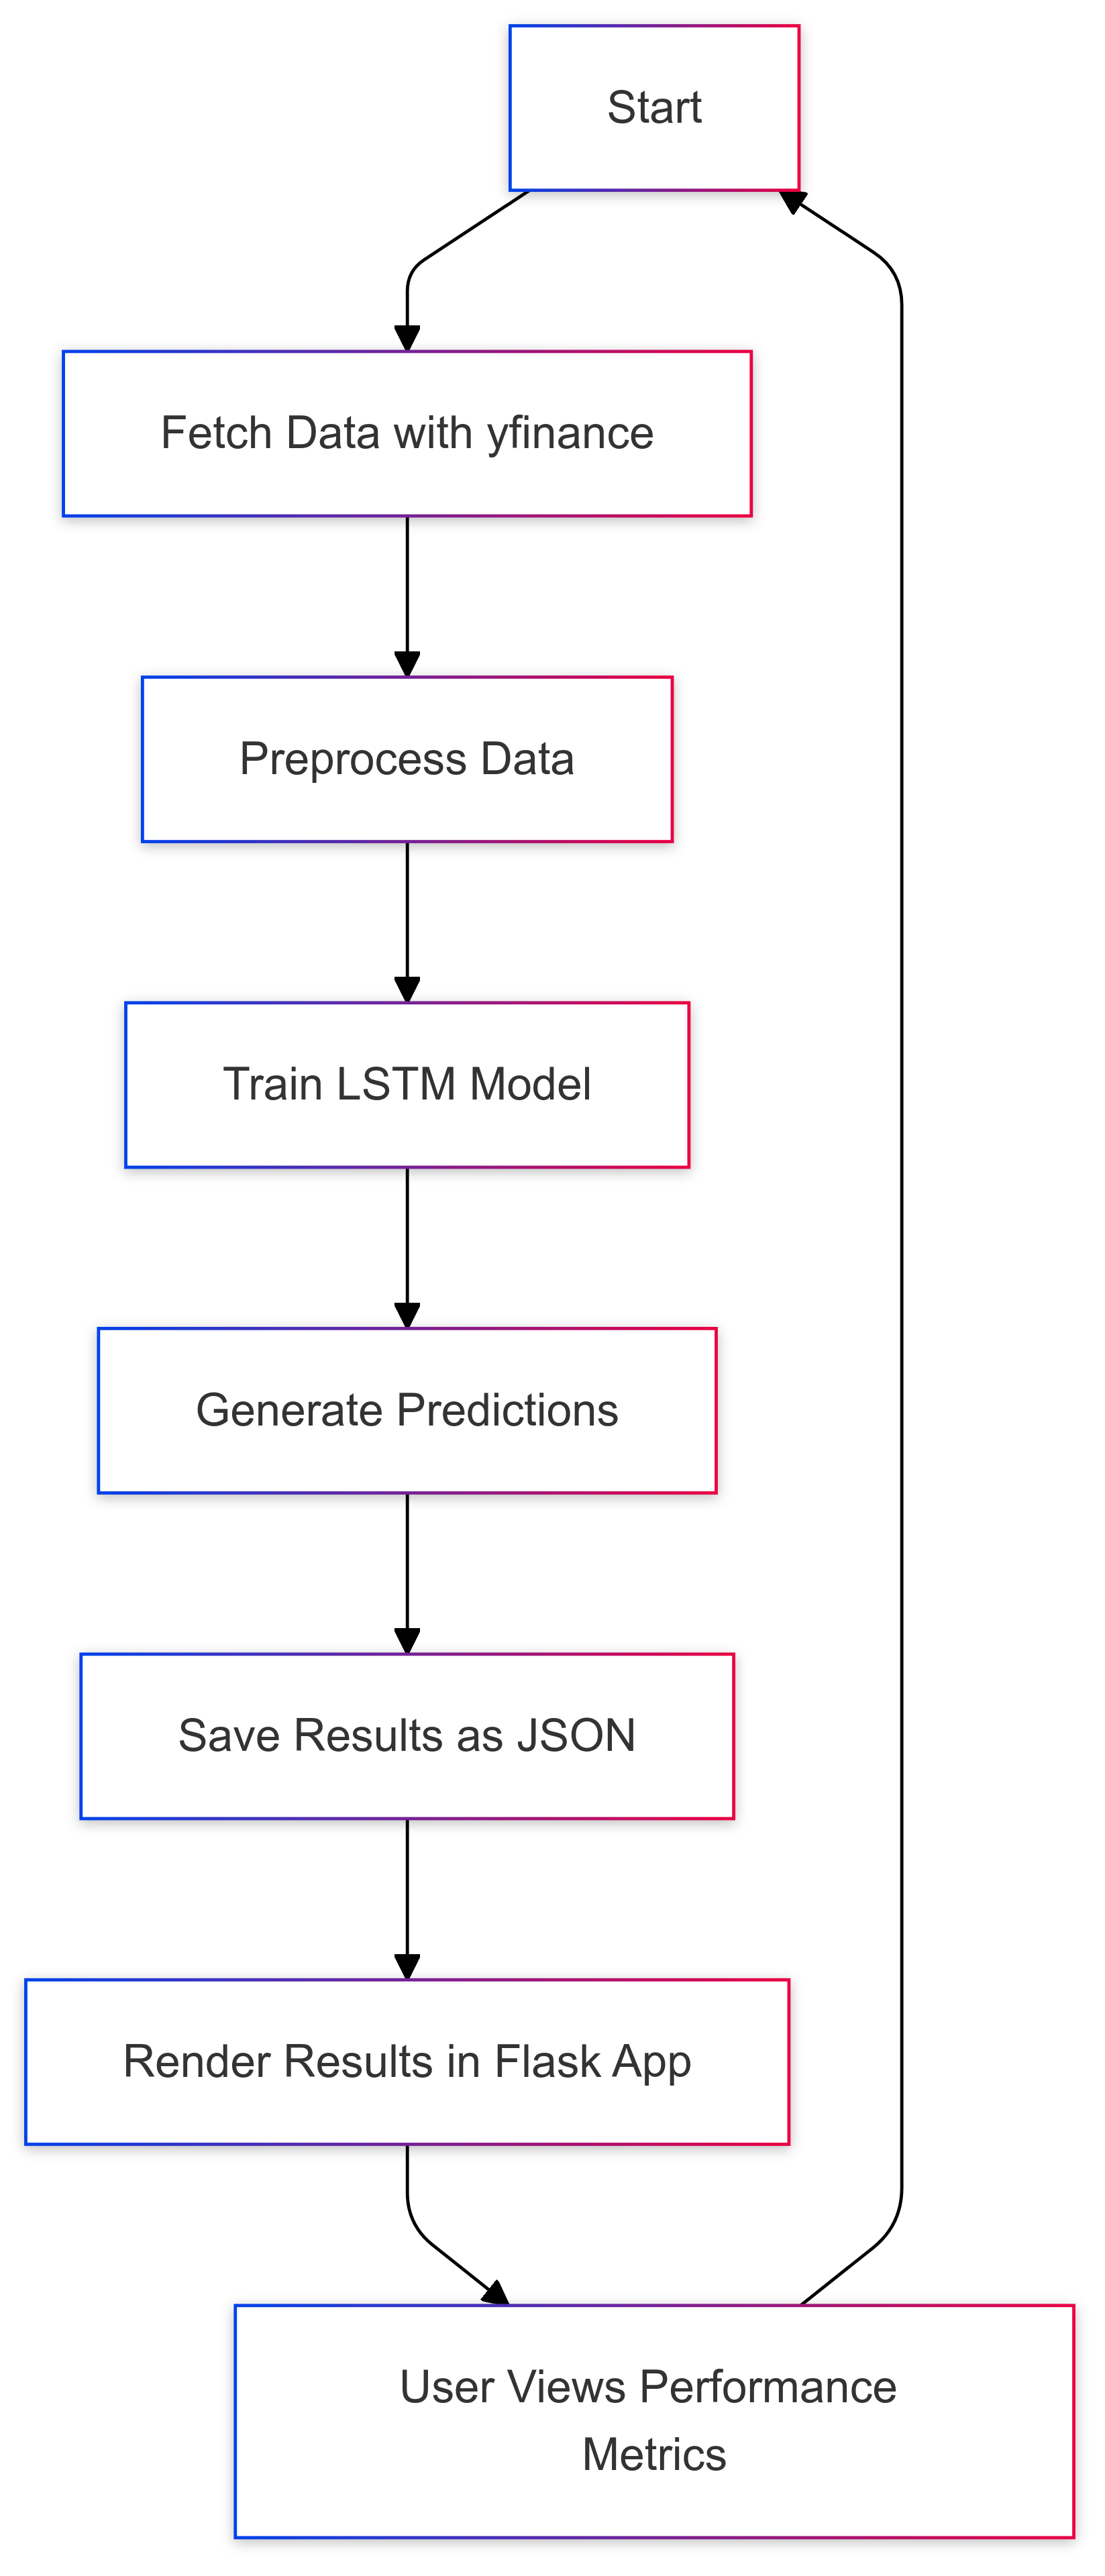 Start
Fetch Data with yfinance
Preprocess Data
Train LSTM Model
Generate Predictions
Save Results as JSON
Render Results in Flask App
User Views Performance
Metrics